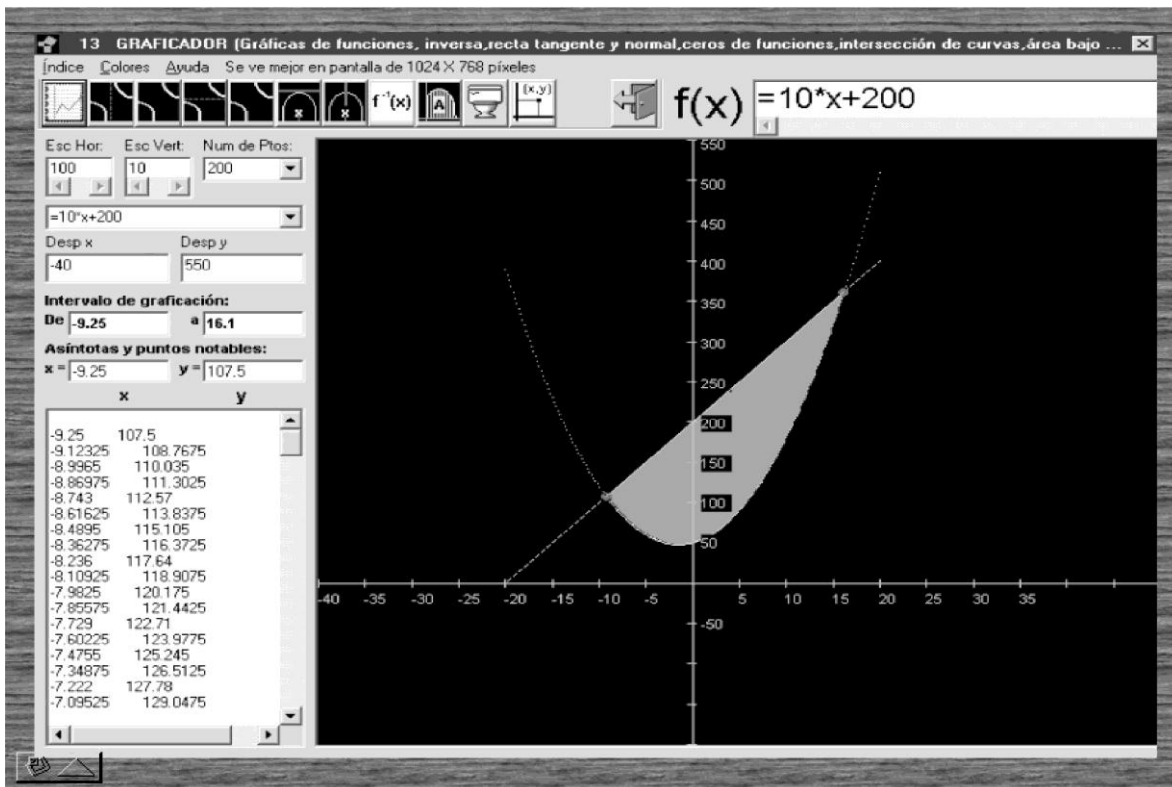 13 GRAFICADOR (Gráficas de funciones, inversa,recta tangente y normal,ceros de funciones,intersección de curvas,área bajo ...
Índice Colores Ayuda Se ve mejor en pantalla de 1024 X 768 píxeles
x x f⁻¹(x) A (x,y) f(x) =10*x+200
Esc Hor: Esc Vert: Num de Ptos:
100 10 200
=10*x+200
Desp x Desp y
-40 550
Intervalo de graficación:
De -9.25 a 16.1
Asíntotas y puntos notables:
x = -9.25 y = 107.5
x y
-9.25 107.5
-9.12325 108.7675
-8.9965 110.035
-8.86975 111.3025
-8.743 112.57
-8.61625 113.8375
-8.4895 115.105
-8.36275 116.3725
-8.236 117.64
-8.10925 118.9075
-7.9825 120.175
-7.85575 121.4425
-7.729 122.71
-7.60225 123.9775
-7.4755 125.245
-7.34875 126.5125
-7.222 127.78
-7.09525 129.0475
550
500
450
400
350
300
250
200
150
100
50
-40 -35 -30 -25 -20 -15 -10 -5 5 10 15 20 25 30 35
-50